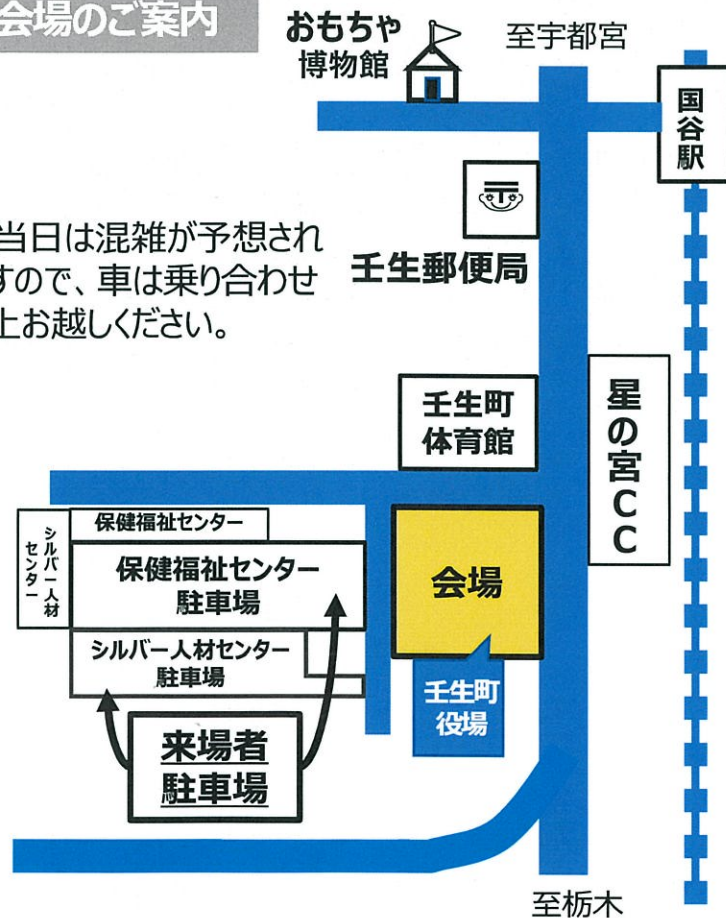 会場のご案内
おもちゃ
博物館
至宇都宮
国谷駅
当日は混雑が予想され
すので、車は乗り合わせ
上お越しください。
〒
壬生郵便局
壬生町
体育館
星の宮CC
保健福祉センター
シルバー人材
センター
保健福祉センター
駐車場
会場
シルバー人材センター
駐車場
壬生町
役場
来場者
駐車場
至栃木